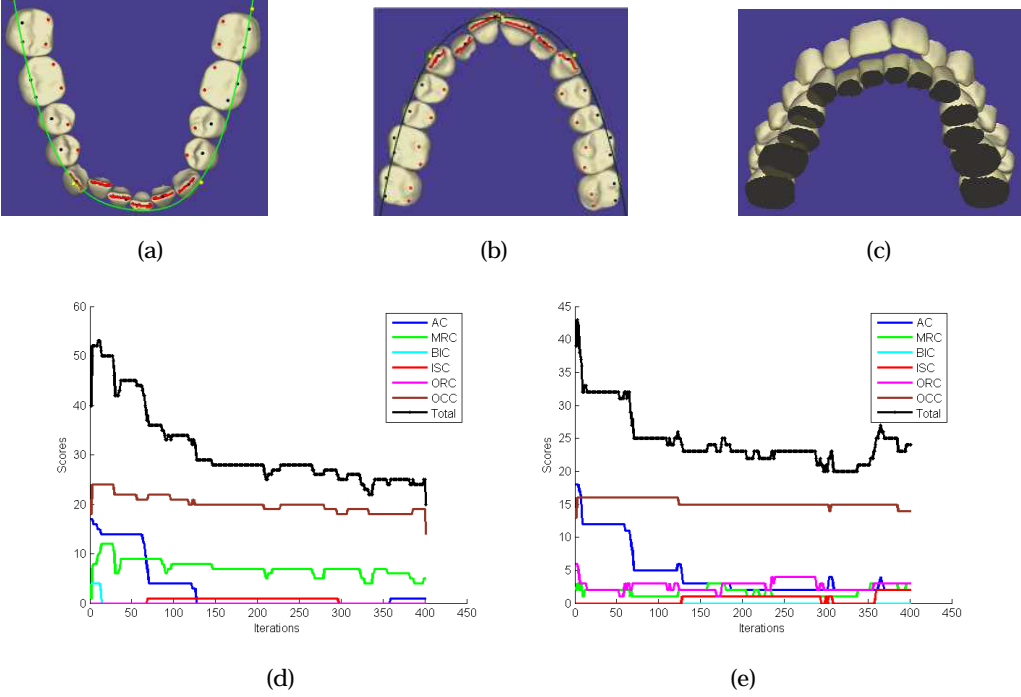 (a)
(b)
(c)
60
50
40
30
20
10
0
Scores
0 50 100 150 200 250 300 350 400 450
Iterations
AC
MRC
BIC
ISC
ORC
OCC
Total
(d)
45
40
35
30
25
20
15
10
5
0
Scores
0 50 100 150 200 250 300 350 400 450
Iterations
AC
MRC
BIC
ISC
ORC
OCC
Total
(e)